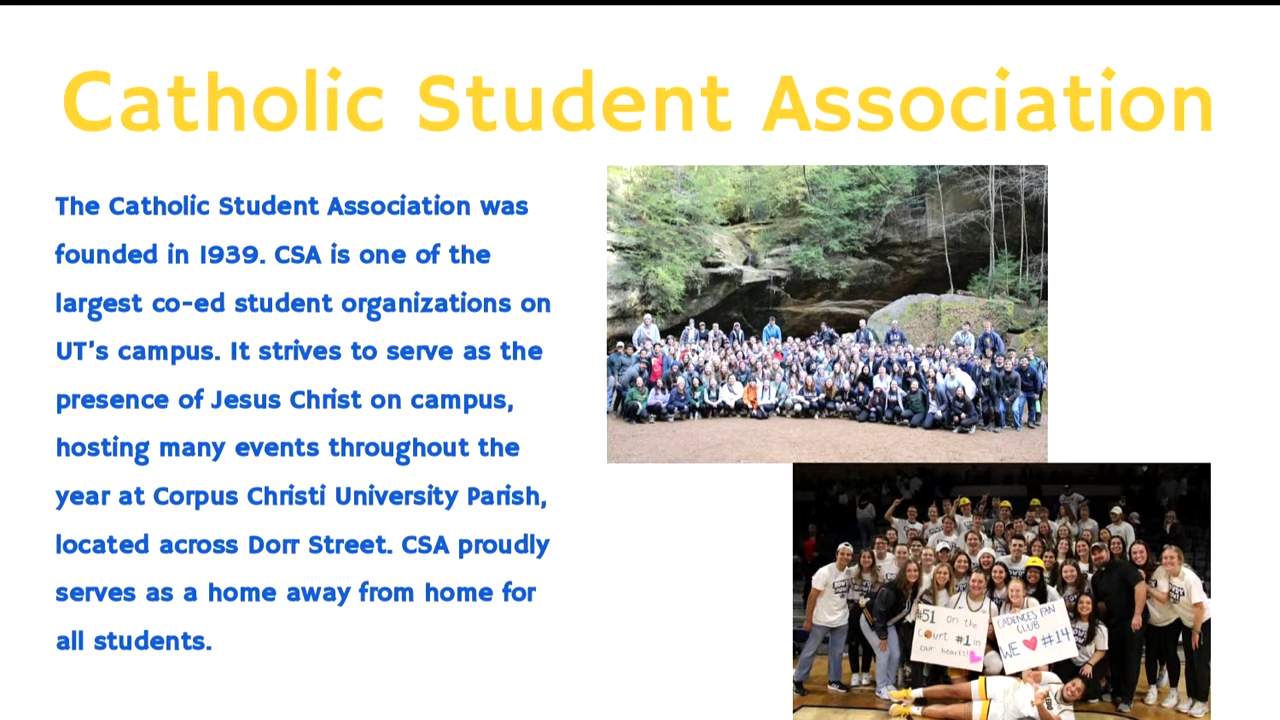 Catholic Student Association
The Catholic Student Association was
founded in 1939. CSA is one of the
largest co-ed student organizations on
UT's campus. It strives to serve as the
presence of Jesus Christ on campus,
hosting many events throughout the
year at Corpus Christi University Parish,
located across Dorr Street. CSA proudly
serves as a home away from home for
all students.
#51 On the
Court #1 in
our hearts!
CADENCE'S FAN
CLUB
WE #14